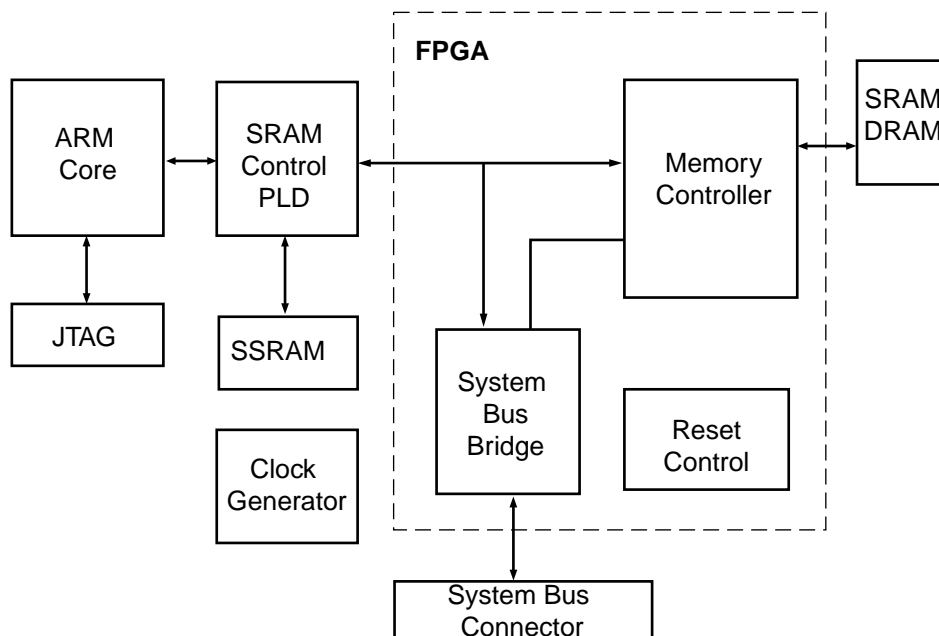 FPGA
ARM
Core
SRAM
Control
PLD
Memory
Controller
SRAM
DRAM
JTAG
SSRAM
System
Bus
Bridge
Reset
Control
Clock
Generator
System Bus
Connector